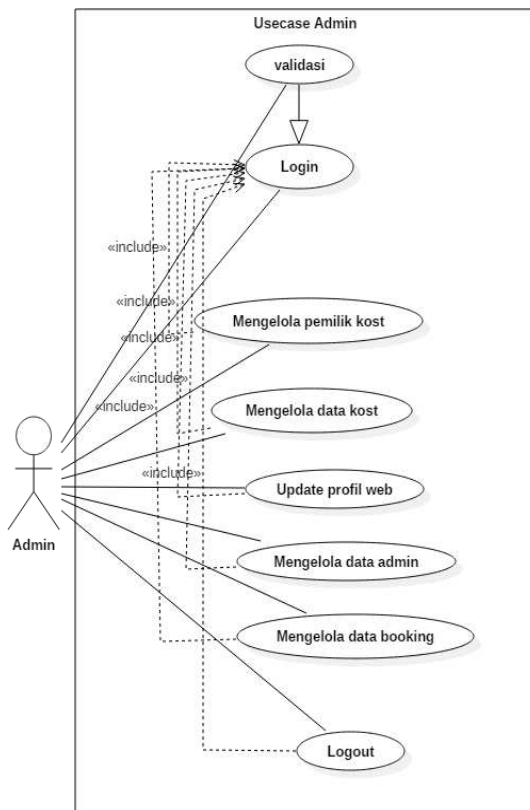 Usecase Admin
validasi
Login
«include»
«include»
Mengelola pemilik kost
«include»
«include»
«include»
Mengelola data kost
«include»
Update profil web
Admin
Mengelola data admin
Mengelola data booking
Logout